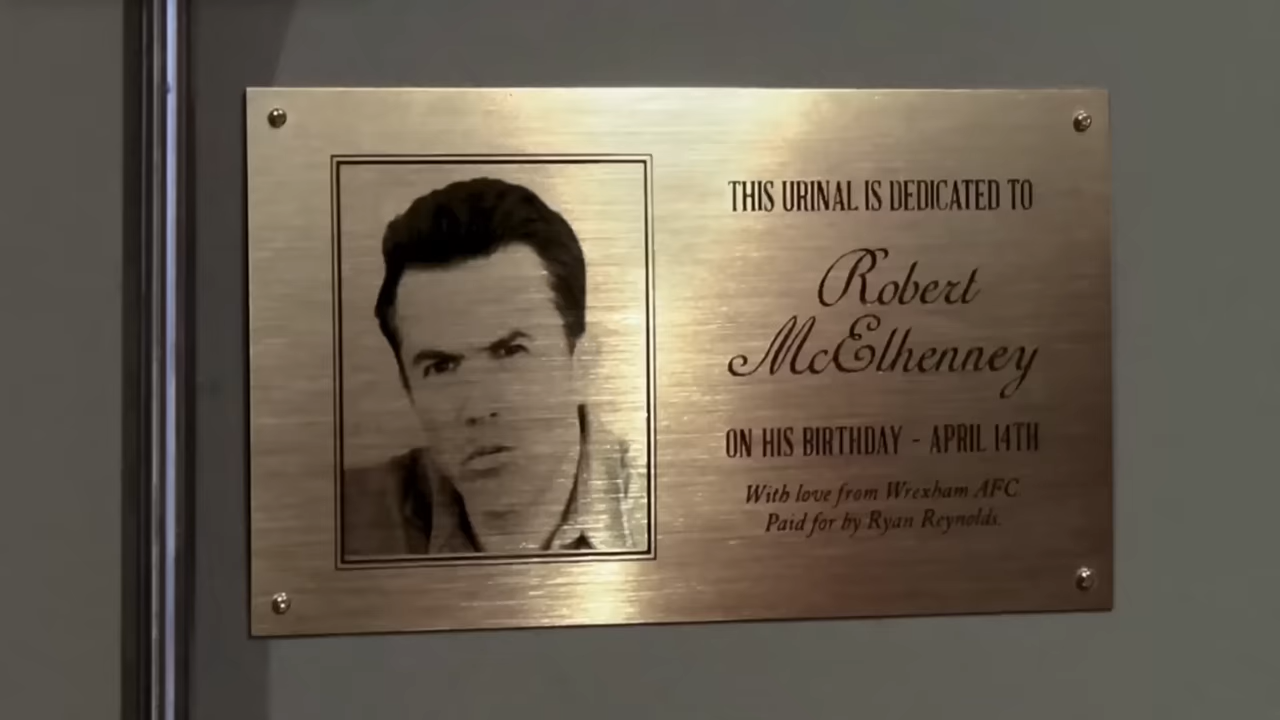 THIS URINAL IS DEDICATED TO
Robert
McElhenney
ON HIS BIRTHDAY - APRIL 14TH
With love from Wrexham AFC.
Paid for by Ryan Reynolds.